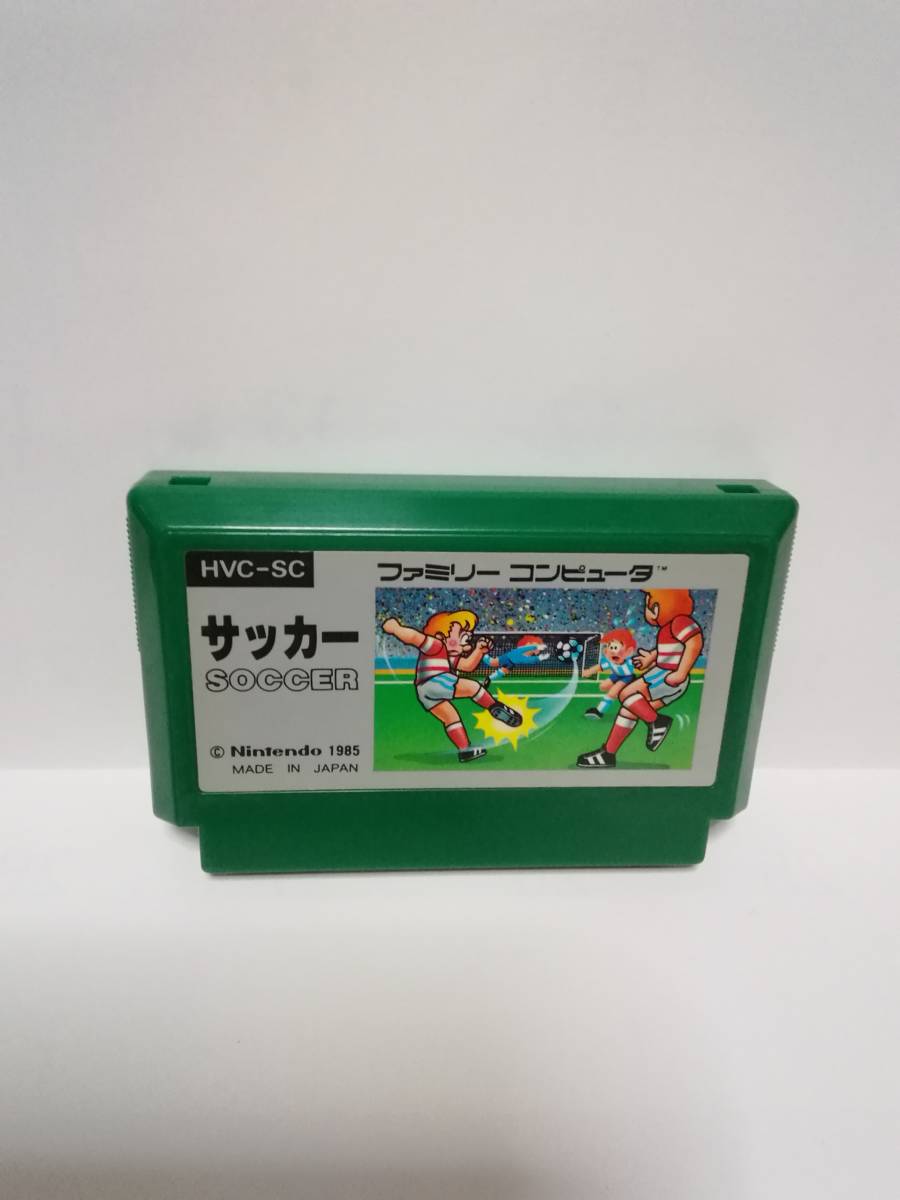 HVC-SC
ファミリー コンピュータ™
サッカー
SOCCER
© Nintendo 1985
MADE IN JAPAN